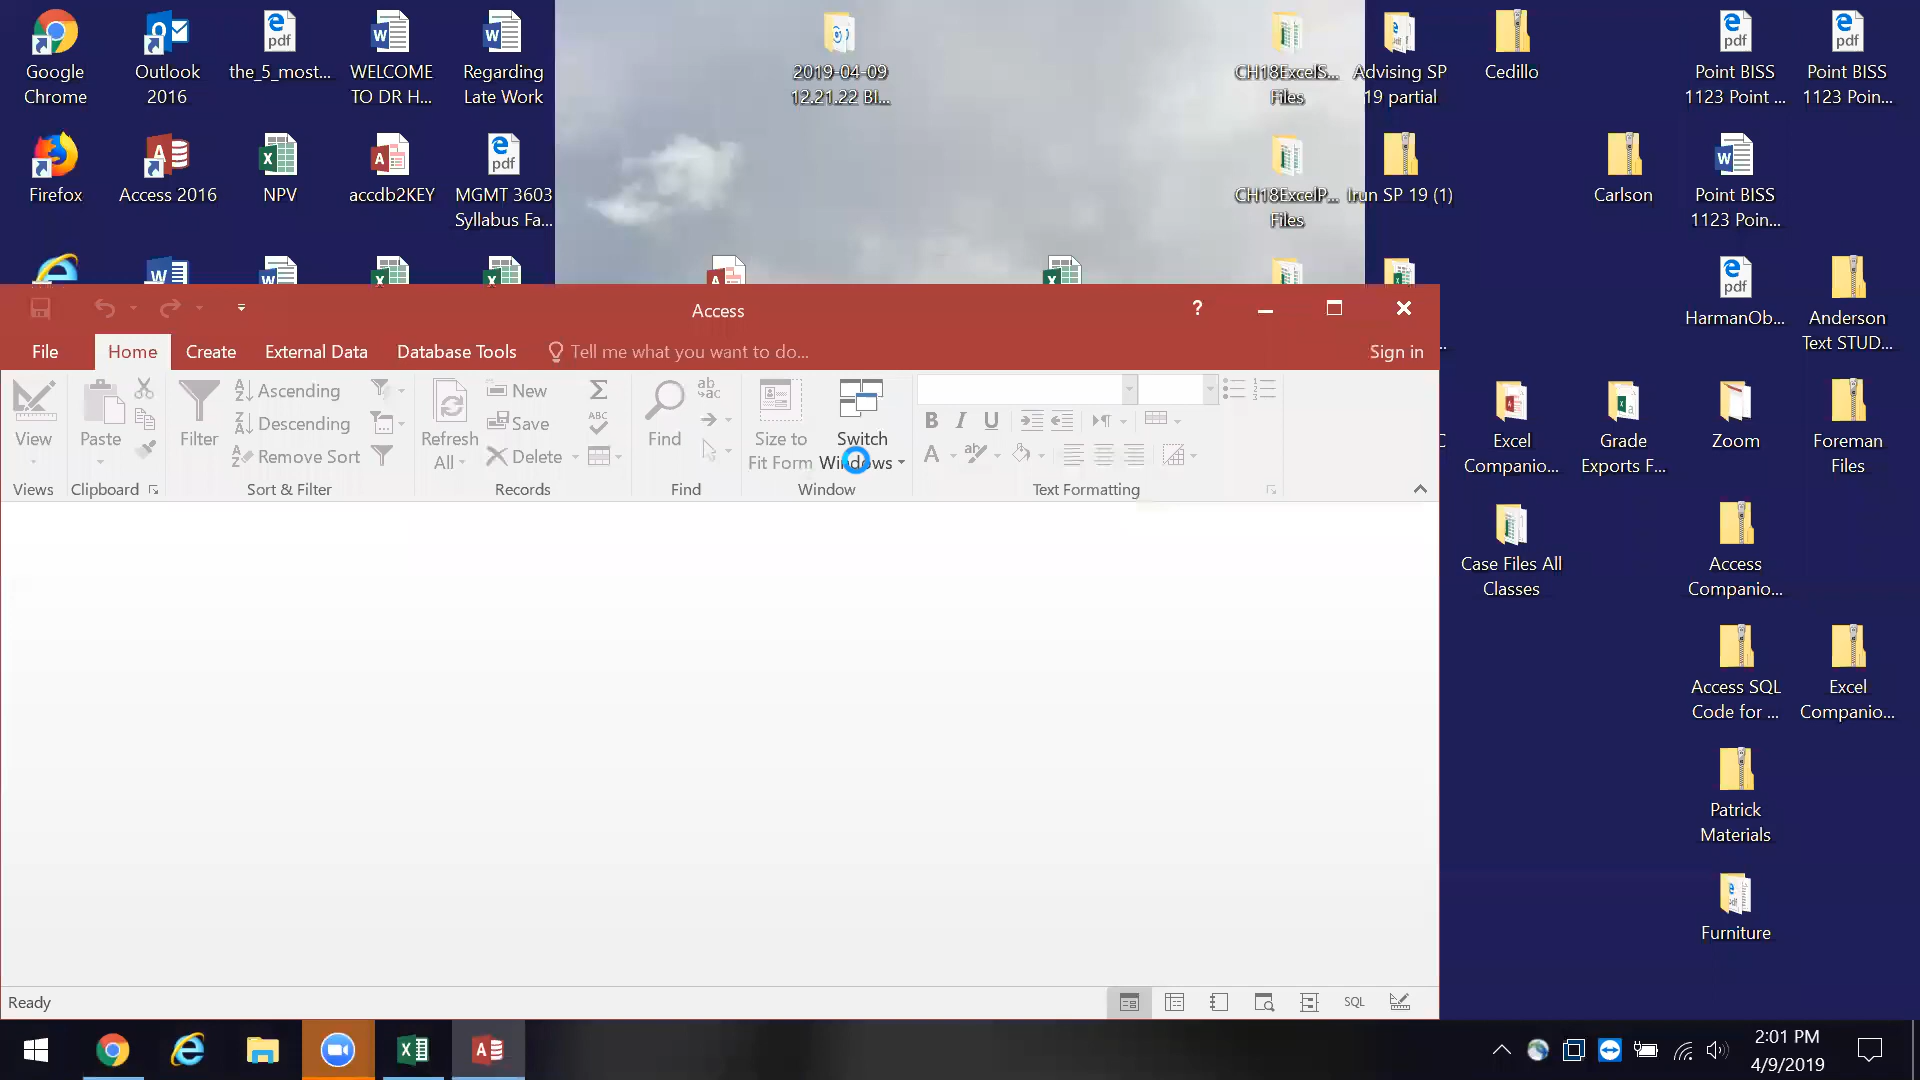 Google
Chrome
Outlook
2016
the_5_most...
WELCOME
TO DR H...
Regarding
Late Work
2019-04-09
12.21.22 Bl...
CH18ExcelS...
Files
Advising SP
19 partial
Cedillo
Point BISS
1123 Point ...
Point BISS
1123 Poin...
Firefox
Access 2016
NPV
accdb2KEY
MGMT 3603
Syllabus Fa...
CH18ExcelP...
Files
Irun SP 19 (1)
Carlson
Point BISS
1123 Poin...
HarmanOb...
Anderson
Text STUD...
Access
?
File
Home
Create
External Data
Database Tools
Tell me what you want to do...
Sign in
View
Paste
Filter
Ascending
Descending
Remove Sort
Refresh
All
New
Save
Delete
Find
Size to
Fit Form
Switch
Windows
B I U
A
Views
Clipboard
Sort & Filter
Records
Find
Window
Text Formatting
Excel
Companio...
Grade
Exports F...
Zoom
Foreman
Files
Case Files All
Classes
Access
Companio...
Access SQL
Code for ...
Excel
Companio...
Patrick
Materials
Furniture
Ready
SQL
2:01 PM
4/9/2019